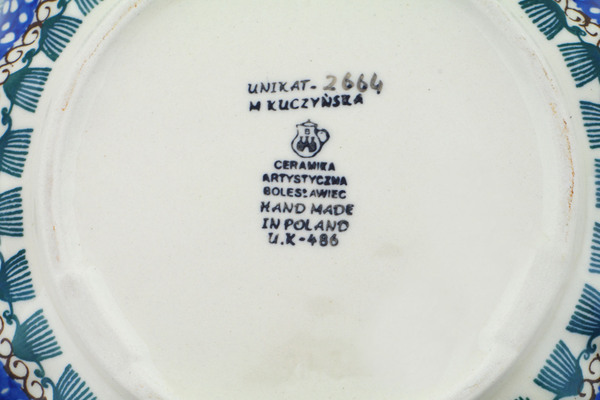 UNIKAT-2664
M KUCZYŃSKA
CERAMIKA
ARTYSTYCZNA
BOLESŁAWIEC
HAND MADE
IN POLAND
U.K-486